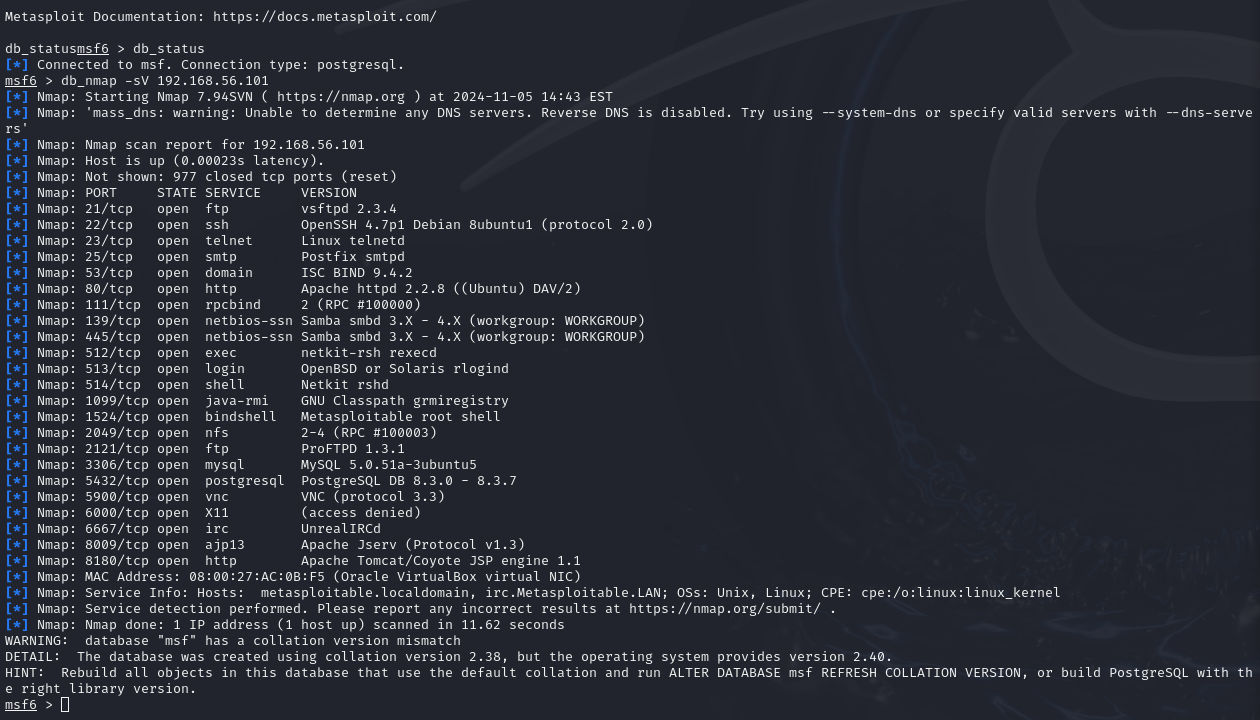 Metasploit Documentation: https://docs.metasploit.com/
db_statusmsf6 > db_status
[*] Connected to msf. Connection type: postgresql.
msf6 > db_nmap -sV 192.168.56.101
[*] Nmap: Starting Nmap 7.94SVN ( https://nmap.org ) at 2024-11-05 14:43 EST
[*] Nmap: 'mass_dns: warning: Unable to determine any DNS servers. Reverse DNS is disabled. Try using --system-dns or specify valid servers with --dns-serve
rs'
[*] Nmap: Nmap scan report for 192.168.56.101
[*] Nmap: Host is up (0.00023s latency).
[*] Nmap: Not shown: 977 closed tcp ports (reset)
[*] Nmap: PORT     STATE SERVICE     VERSION
[*] Nmap: 21/tcp   open  ftp         vsftpd 2.3.4
[*] Nmap: 22/tcp   open  ssh         OpenSSH 4.7p1 Debian 8ubuntu1 (protocol 2.0)
[*] Nmap: 23/tcp   open  telnet      Linux telnetd
[*] Nmap: 25/tcp   open  smtp        Postfix smtpd
[*] Nmap: 53/tcp   open  domain      ISC BIND 9.4.2
[*] Nmap: 80/tcp   open  http        Apache httpd 2.2.8 ((Ubuntu) DAV/2)
[*] Nmap: 111/tcp  open  rpcbind     2 (RPC #100000)
[*] Nmap: 139/tcp  open  netbios-ssn Samba smbd 3.X - 4.X (workgroup: WORKGROUP)
[*] Nmap: 445/tcp  open  netbios-ssn Samba smbd 3.X - 4.X (workgroup: WORKGROUP)
[*] Nmap: 512/tcp  open  exec        netkit-rsh rexecd
[*] Nmap: 513/tcp  open  login       OpenBSD or Solaris rlogind
[*] Nmap: 514/tcp  open  shell       Netkit rshd
[*] Nmap: 1099/tcp open  java-rmi    GNU Classpath grmiregistry
[*] Nmap: 1524/tcp open  bindshell   Metasploitable root shell
[*] Nmap: 2049/tcp open  nfs         2-4 (RPC #100003)
[*] Nmap: 2121/tcp open  ftp         ProFTPD 1.3.1
[*] Nmap: 3306/tcp open  mysql       MySQL 5.0.51a-3ubuntu5
[*] Nmap: 5432/tcp open  postgresql  PostgreSQL DB 8.3.0 - 8.3.7
[*] Nmap: 5900/tcp open  vnc         VNC (protocol 3.3)
[*] Nmap: 6000/tcp open  X11         (access denied)
[*] Nmap: 6667/tcp open  irc         UnrealIRCd
[*] Nmap: 8009/tcp open  ajp13       Apache Jserv (Protocol v1.3)
[*] Nmap: 8180/tcp open  http        Apache Tomcat/Coyote JSP engine 1.1
[*] Nmap: MAC Address: 08:00:27:AC:0B:F5 (Oracle VirtualBox virtual NIC)
[*] Nmap: Service Info: Hosts:  metasploitable.localdomain, irc.Metasploitable.LAN; OSs: Unix, Linux; CPE: cpe:/o:linux:linux_kernel
[*] Nmap: Service detection performed. Please report any incorrect results at https://nmap.org/submit/ .
[*] Nmap: Nmap done: 1 IP address (1 host up) scanned in 11.62 seconds
WARNING:  database "msf" has a collation version mismatch
DETAIL:  The database was created using collation version 2.38, but the operating system provides version 2.40.
HINT:  Rebuild all objects in this database that use the default collation and run ALTER DATABASE msf REFRESH COLLATION VERSION, or build PostgreSQL with th
e right library version.
msf6 >